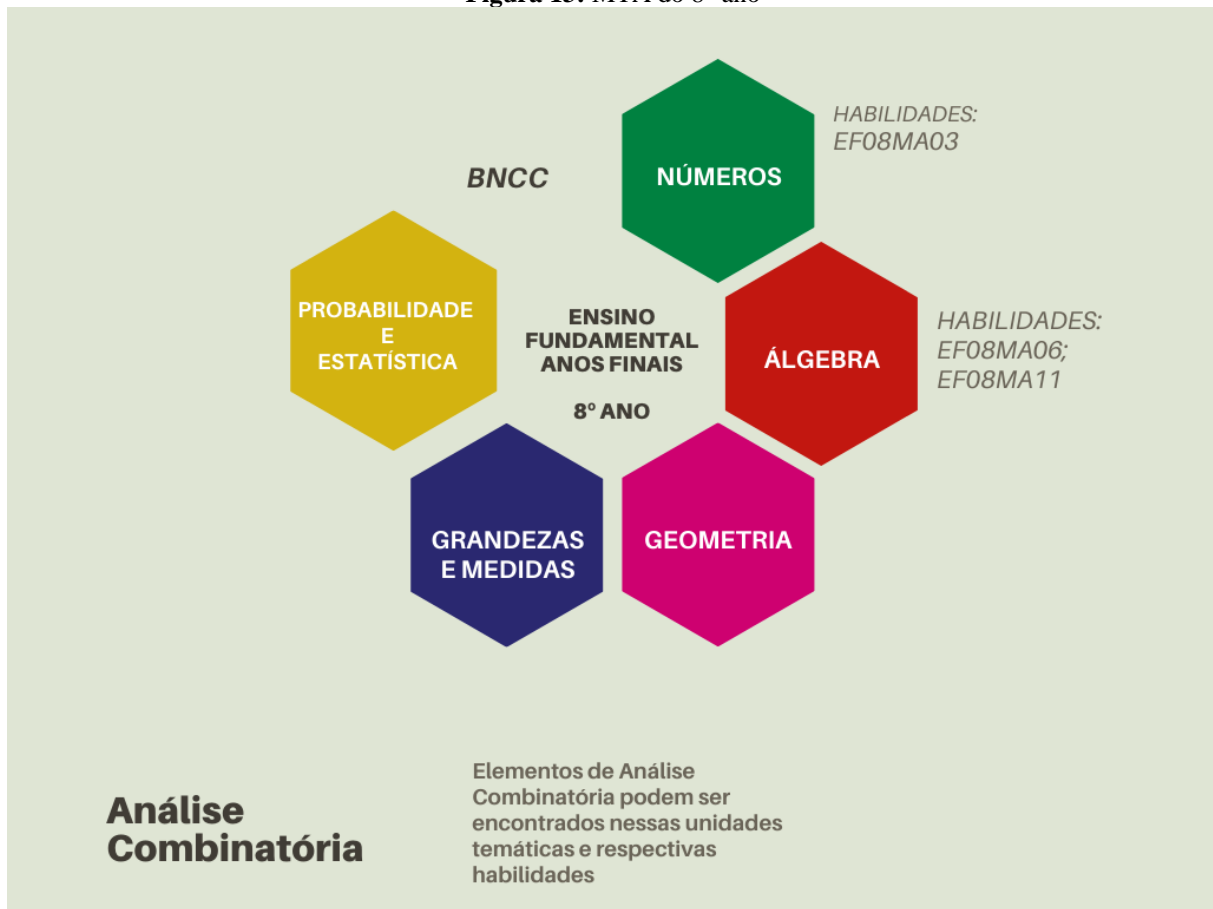 HABILIDADES:
EF08MA03
BNCC
NÚMEROS
PROBABILIDADE
E
ESTATÍSTICA
ENSINO
FUNDAMENTAL
ANOS FINAIS
8º ANO
ÁLGEBRA
HABILIDADES:
EF08MA06;
EF08MA11
GRANDEZAS
E MEDIDAS
GEOMETRIA
Análise
Combinatória
Elementos de Análise
Combinatória podem ser
encontrados nessas unidades
temáticas e respectivas
habilidades